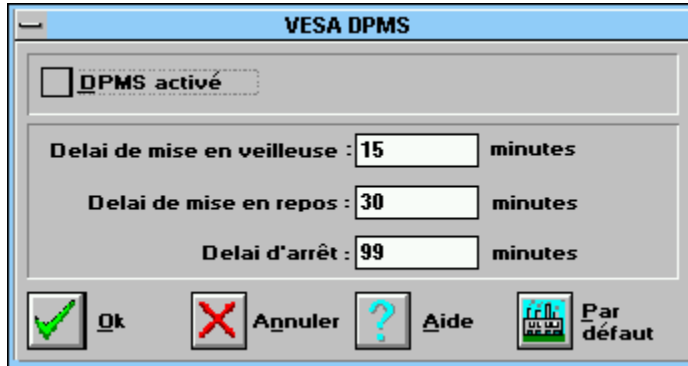 VESA DPMS
DPMS activé
Delai de mise en veilleuse : 15 minutes
Delai de mise en repos : 30 minutes
Delai d'arrêt : 99 minutes
Ok Annuler Aide Par défaut